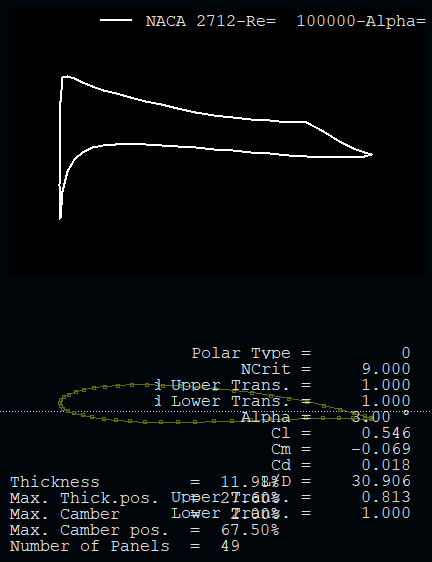 NACA 2712-Re=  100000-Alpha=
Polar Type = 0
NCrit = 9.000
d Upper Trans. = 1.000
d Lower Trans. = 1.000
Alpha = 3.00 °
Cl = 0.546
Cm = -0.069
Cd = 0.018
Thickness = 11.98%
L/D = 30.906
Max. Thick.pos. = 27.60%
Upper Trans. = 0.813
Max. Camber = 2.00%
Lower Trans. = 1.000
Max. Camber pos. = 67.50%
Number of Panels = 49